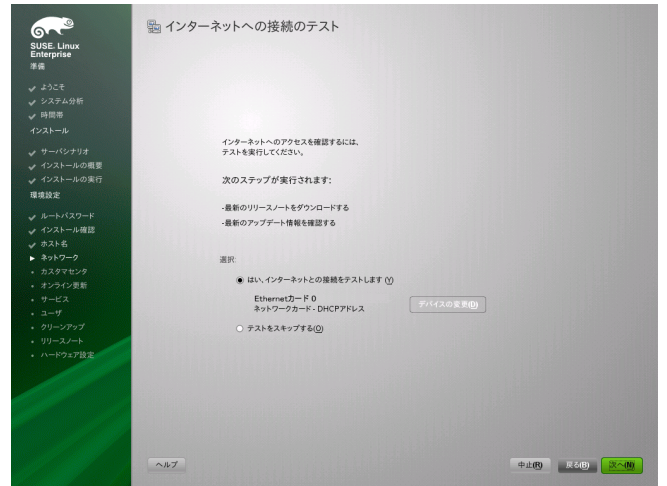 SUSE. Linux
Enterprise
準備
ようこそ
システム分析
時間帯
インストール
サーバシナリオ
インストールの概要
インストールの実行
環境設定
ルートパスワード
インストール確認
ホスト名
ネットワーク
カスタマセンタ
オンライン更新
サービス
ユーザ
クリーンアップ
リリースノート
ハードウェア設定
インターネットへの接続のテスト
インターネットへのアクセスを確認するには、
テストを実行してください。
次のステップが実行されます:
-最新のリリースノートをダウンロードする
-最新のアップデート情報を確認する
選択
はい、インターネットとの接続をテストします (Y)
Ethernetカード 0
ネットワークカード - DHCPアドレス
デバイスの変更(D)
テストをスキップする(O)
ヘルプ
中止(R)
戻る(B)
次へ(N)